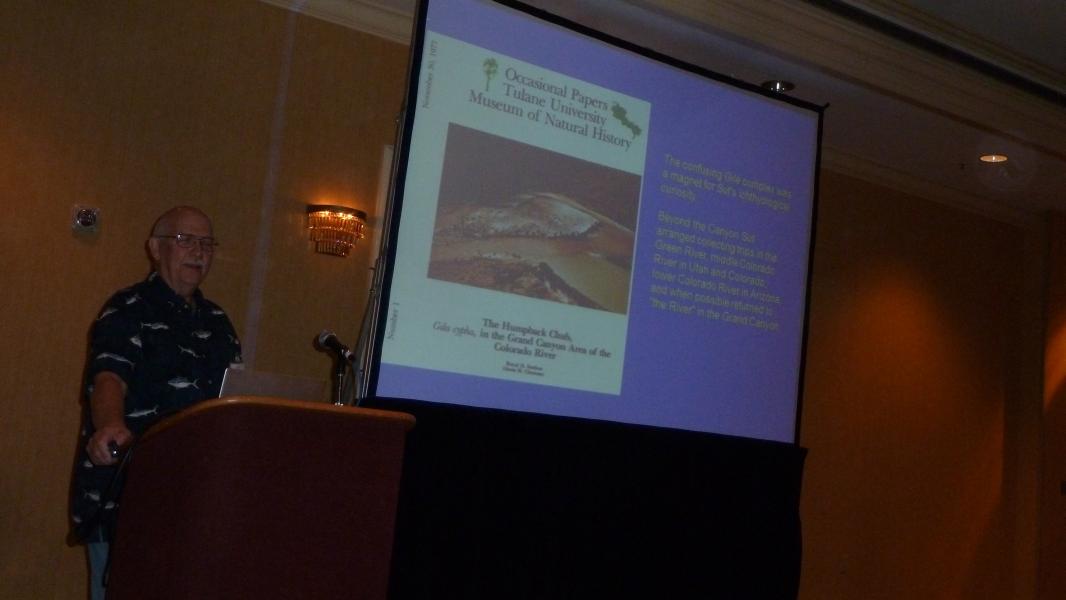 November 30, 1977
Occasional Papers
Tulane University
Museum of Natural History
Number 1
The Humpback Chub,
Gila cypha, in the Grand Canyon Area of the
Colorado River
The confusing Gila complex was
a magnet for Sut's ichthyological
curiosity.
Beyond the Canyon Sut
arranged collecting trips in the
Green River, middle Colorado
River in Utah and Colorado,
lower Colorado River in Arizona,
and when possible returned to
"the River" in the Grand Canyon.